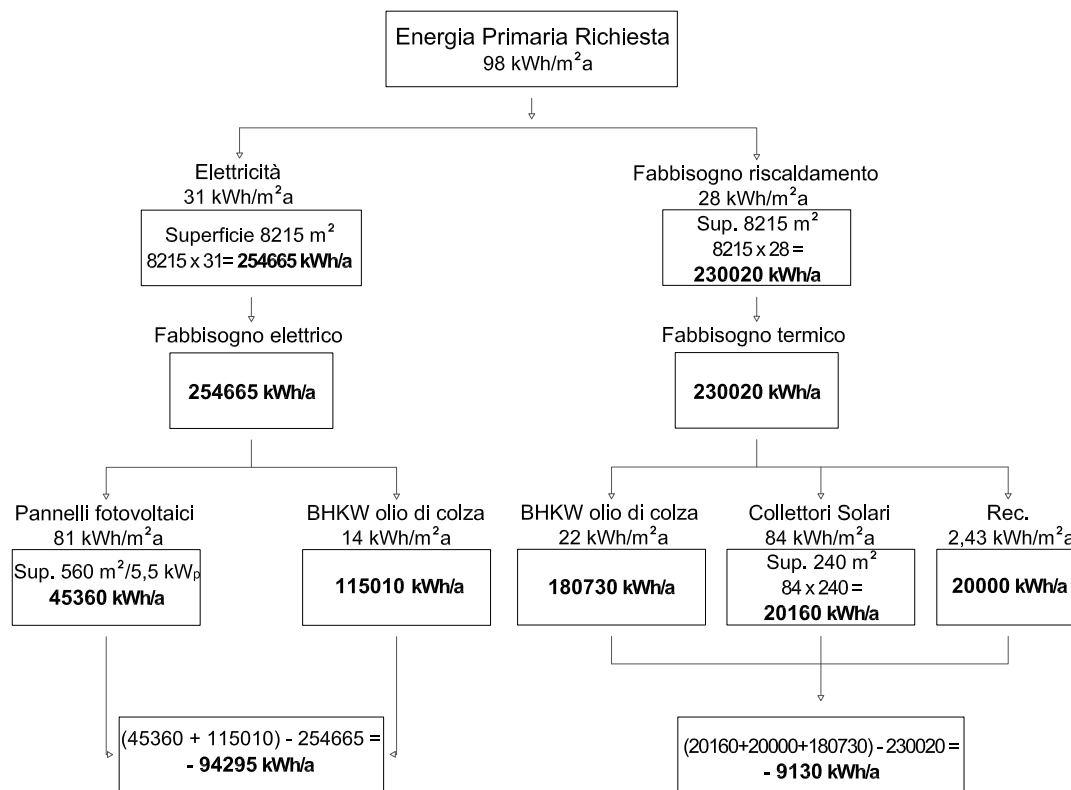 Energia Primaria Richiesta
98 kWh/m²a
Elettricità
31 kWh/m²a
Superficie 8215 m²
8215 x 31= 254665 kWh/a
Fabbisogno riscaldamento
28 kWh/m²a
Sup. 8215 m²
8215 x 28 =
230020 kWh/a
Fabbisogno elettrico
254665 kWh/a
Fabbisogno termico
230020 kWh/a
Pannelli fotovoltaici
81 kWh/m²a
Sup. 560 m²/5,5 kWp
45360 kWh/a
BHKW olio di colza
14 kWh/m²a
115010 kWh/a
BHKW olio di colza
22 kWh/m²a
180730 kWh/a
Collettori Solari
84 kWh/m²a
Sup. 240 m²
84 x 240 =
20160 kWh/a
Rec.
2,43 kWh/m²a
20000 kWh/a
(45360 + 115010) - 254665 =
- 94295 kWh/a
(20160+20000+180730) - 230020 =
- 9130 kWh/a